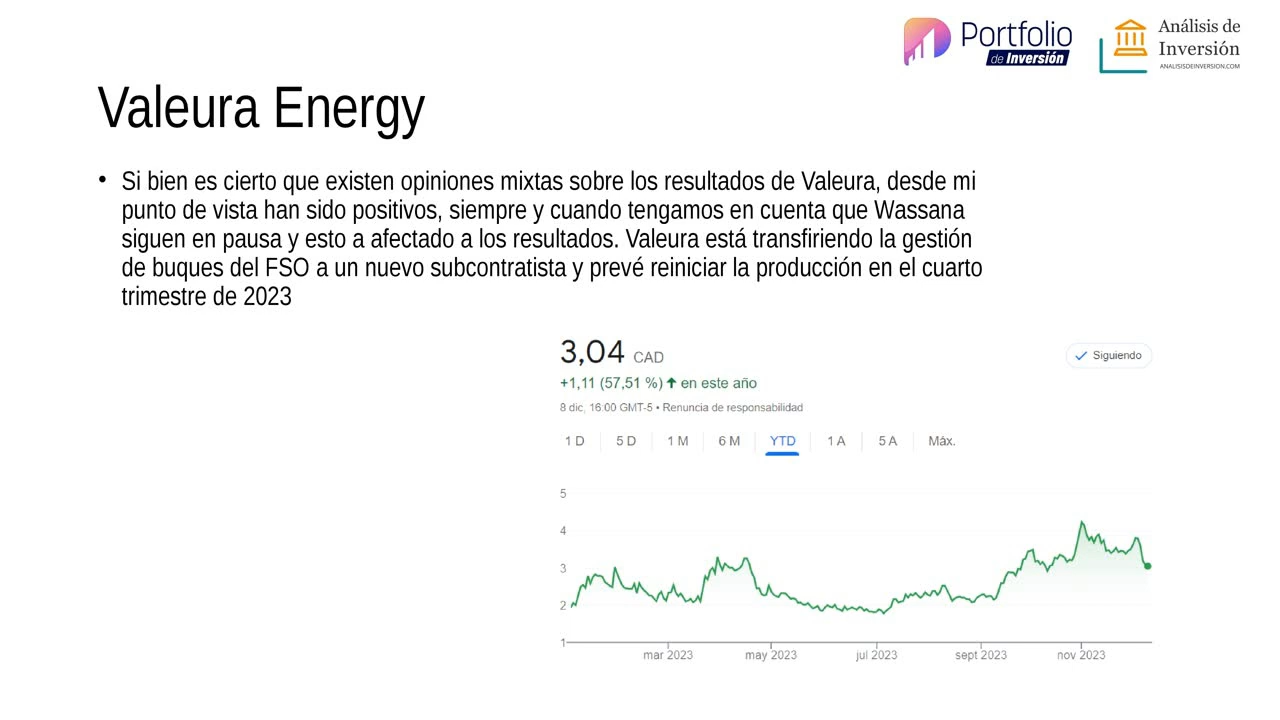 Portfolio
de Inversión
Análisis de
Inversión
ANALISISDEINVERSION.COM
Valeura Energy
• Si bien es cierto que existen opiniones mixtas sobre los resultados de Valeura, desde mi
punto de vista han sido positivos, siempre y cuando tengamos en cuenta que Wassana
siguen en pausa y esto a afectado a los resultados. Valeura está transfiriendo la gestión
de buques del FSO a un nuevo subcontratista y prevé reiniciar la producción en el cuarto
trimestre de 2023
3,04 CAD
Siguiendo
+1,11 (57,51 %) ↑ en este año
8 dic, 16:00 GMT-5 • Renuncia de responsabilidad
1 D 5 D 1 M 6 M YTD 1 A 5 A Máx.
5
4
3
2
1
mar 2023 may 2023 jul 2023 sept 2023 nov 2023